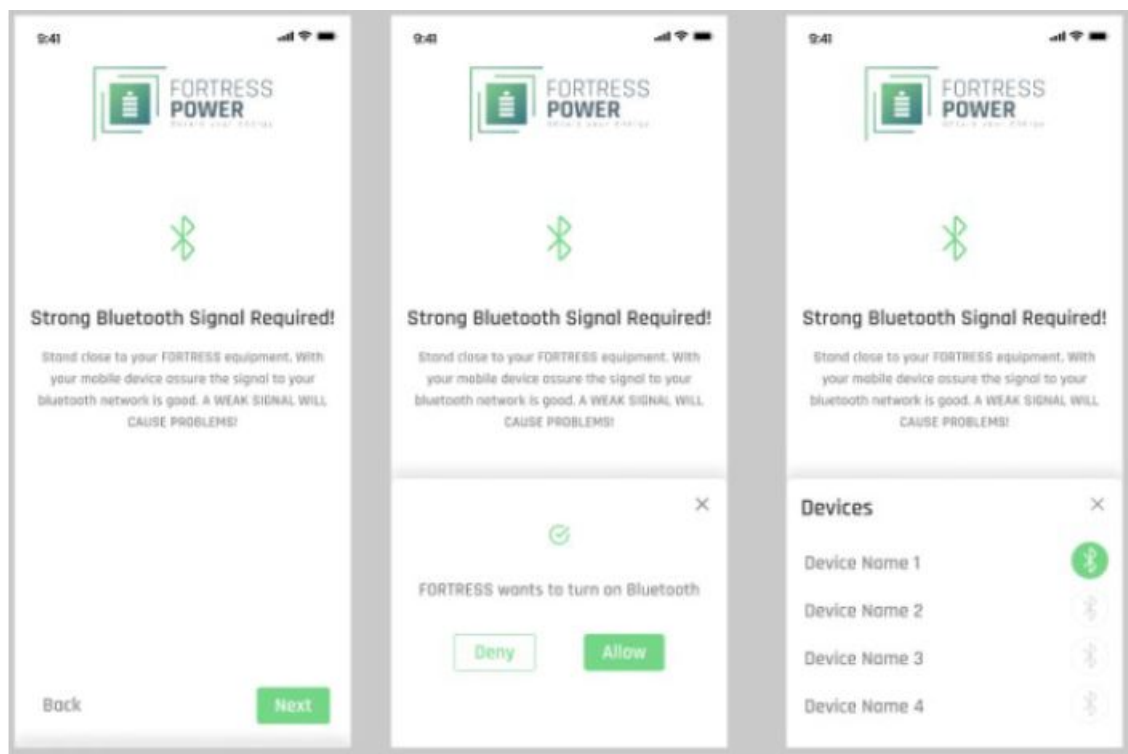 9:41
FORTRESS
POWER
Strong Bluetooth Signal Required!
Stand close to your FORTRESS equipment. With
your mobile device assure the signal to your
bluetooth network is good. A WEAK SIGNAL WILL
CAUSE PROBLEMS!
Back
Next
9:41
FORTRESS
POWER
Strong Bluetooth Signal Required!
Stand close to your FORTRESS equipment. With
your mobile device assure the signal to your
bluetooth network is good. A WEAK SIGNAL WILL
CAUSE PROBLEMS!
FORTRESS wants to turn on Bluetooth
Deny
Allow
9:41
FORTRESS
POWER
Strong Bluetooth Signal Required!
Stand close to your FORTRESS equipment. With
your mobile device assure the signal to your
bluetooth network is good. A WEAK SIGNAL WILL
CAUSE PROBLEMS!
Devices
Device Name 1
Device Name 2
Device Name 3
Device Name 4